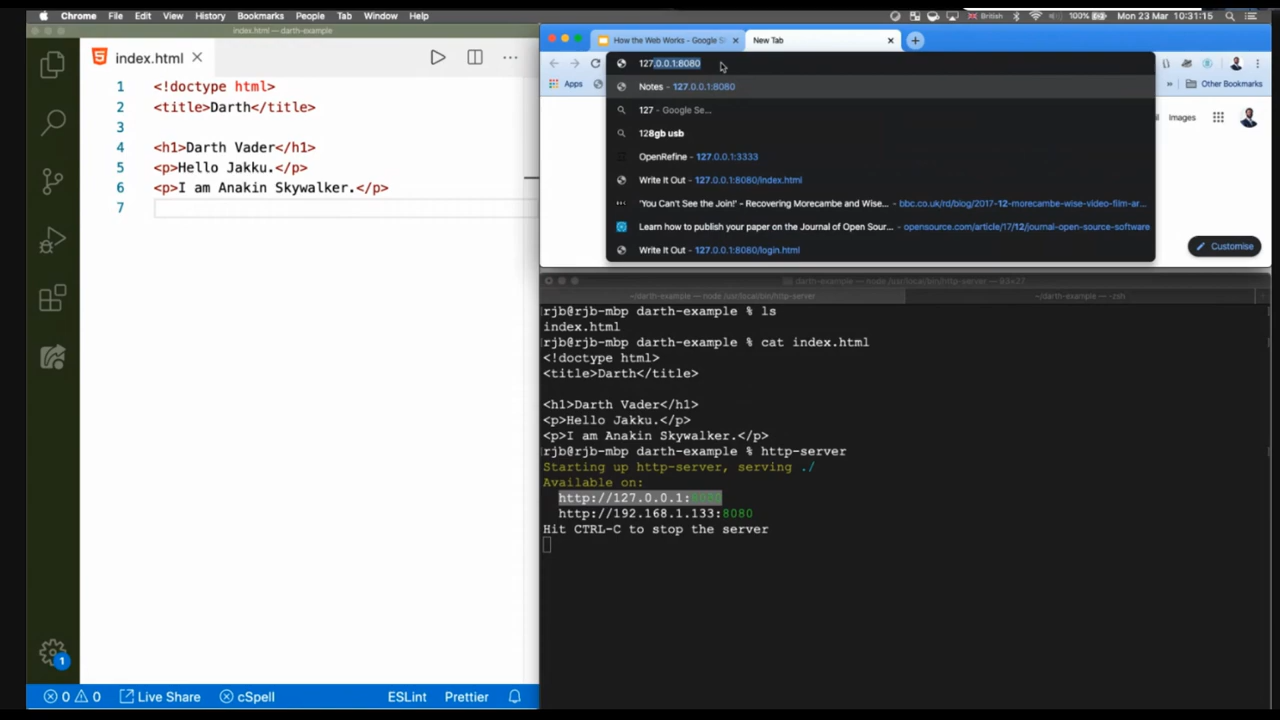 Chrome File Edit View History Bookmarks People Tab Window Help
British 100% Mon 23 Mar 10:31:15
index.html — darth-example
index.html
1 <!doctype html>
2 <title>Darth</title>
3
4 <h1>Darth Vader</h1>
5 <p>Hello Jakku.</p>
6 <p>I am Anakin Skywalker.</p>
7
1
0 0 Live Share cSpell ESLint Prettier
How the Web Works - Google S
New Tab
127.0.0.1:8080
Apps
» Other Bookmarks
Notes - 127.0.0.1:8080
127 - Google Se...
128gb usb
OpenRefine - 127.0.0.1:3333
Write It Out - 127.0.0.1:8080/index.html
'You Can't See the Join!' - Recovering Morecambe and Wise... - bbc.co.uk/rd/blog/2017-12-morecambe-wise-video-film-ar...
Learn how to publish your paper on the Journal of Open Sour... - opensource.com/article/17/12/journal-open-source-software
Write It Out - 127.0.0.1:8080/login.html
Images
Customise
darth-example — node /usr/local/bin/http-server — 93×27
~/darth-example — node /usr/local/bin/http-server
~/darth-example — -zsh
rjb@rjb-mbp darth-example % ls
index.html
rjb@rjb-mbp darth-example % cat index.html
<!doctype html>
<title>Darth</title>
<h1>Darth Vader</h1>
<p>Hello Jakku.</p>
<p>I am Anakin Skywalker.</p>
rjb@rjb-mbp darth-example % http-server
Starting up http-server, serving ./
Available on:
http://127.0.0.1:8080
http://192.168.1.133:8080
Hit CTRL-C to stop the server